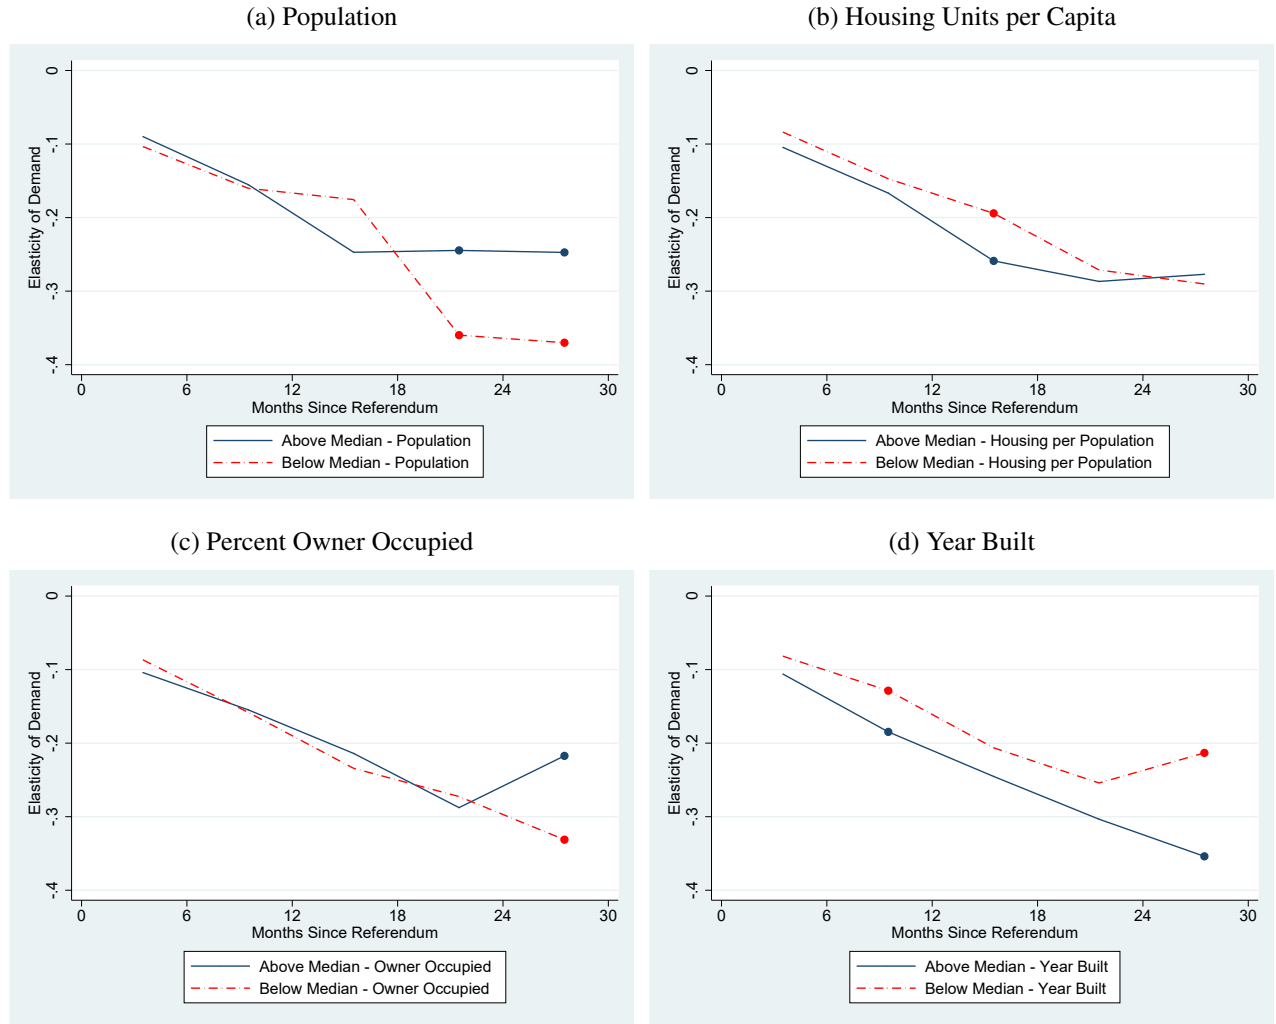 (a) Population
0
-.1
-.2
-.3
-.4
Elasticity of Demand
0 6 12 18 24 30
Months Since Referendum
Above Median - Population
Below Median - Population
(b) Housing Units per Capita
0
-.1
-.2
-.3
-.4
Elasticity of Demand
0 6 12 18 24 30
Months Since Referendum
Above Median - Housing per Population
Below Median - Housing per Population
(c) Percent Owner Occupied
0
-.1
-.2
-.3
-.4
Elasticity of Demand
0 6 12 18 24 30
Months Since Referendum
Above Median - Owner Occupied
Below Median - Owner Occupied
(d) Year Built
0
-.1
-.2
-.3
-.4
Elasticity of Demand
0 6 12 18 24 30
Months Since Referendum
Above Median - Year Built
Below Median - Year Built